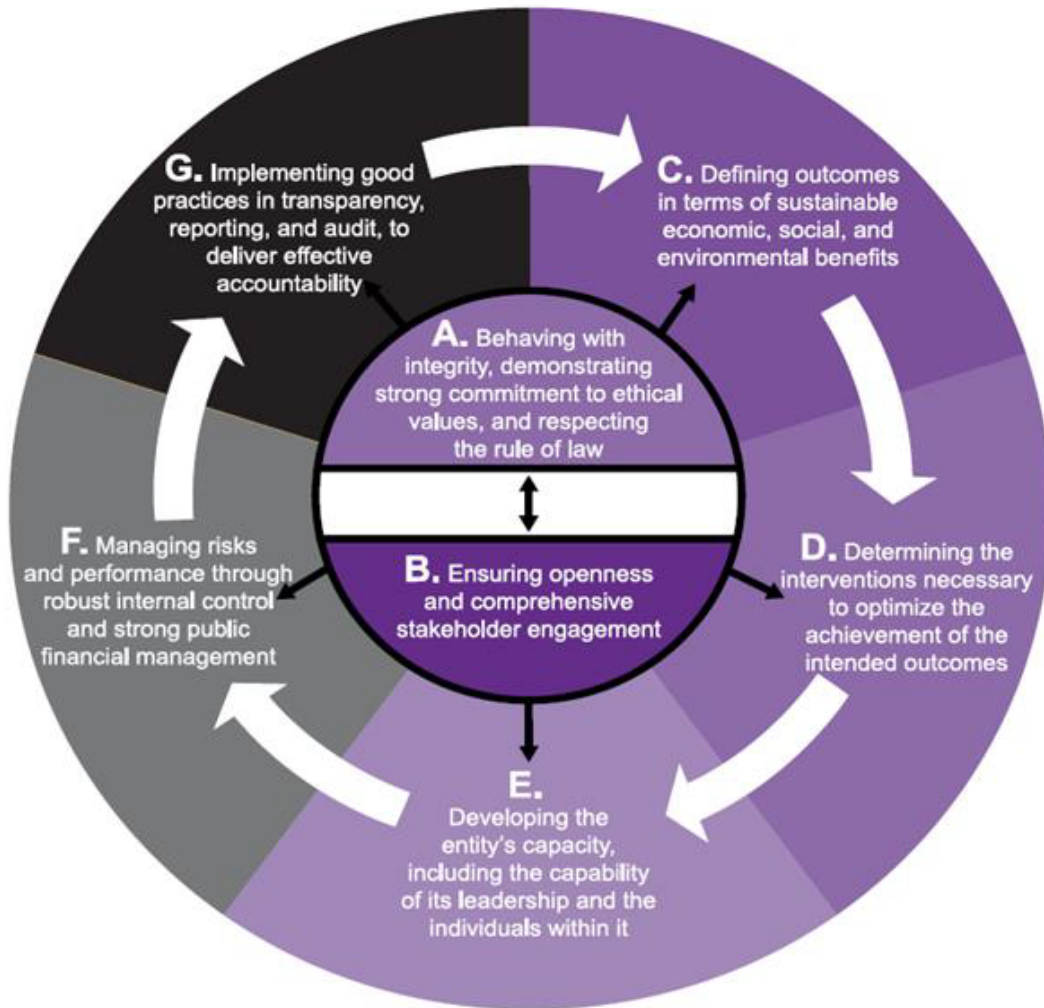 A. Behaving with
integrity, demonstrating
strong commitment to ethical
values, and respecting
the rule of law
B. Ensuring openness
and comprehensive
stakeholder engagement
C. Defining outcomes
in terms of sustainable
economic, social, and
environmental benefits
D. Determining the
interventions necessary
to optimize the
achievement of the
intended outcomes
E.
Developing the
entity's capacity,
including the capability
of its leadership and the
individuals within it
F. Managing risks
and performance through
robust internal control
and strong public
financial management
G. Implementing good
practices in transparency,
reporting, and audit, to
deliver effective
accountability